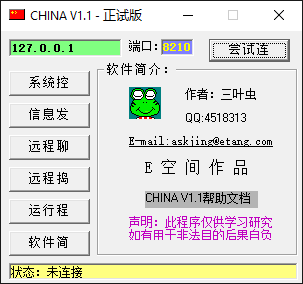 CHINA V1.1 - 正试版
127.0.0.1 端口: 8210 尝试连
系统控
信息发
远程聊
远程捣
运行程
软件简
软件简介:
作者: 三叶虫
QQ:4518313
E-mail:askjing@etang.com
E 空 间 作 品
CHINA V1.1帮助文档
声明: 此程序仅供学习研究
如有用于非法目的后果自负
状态: 未连接